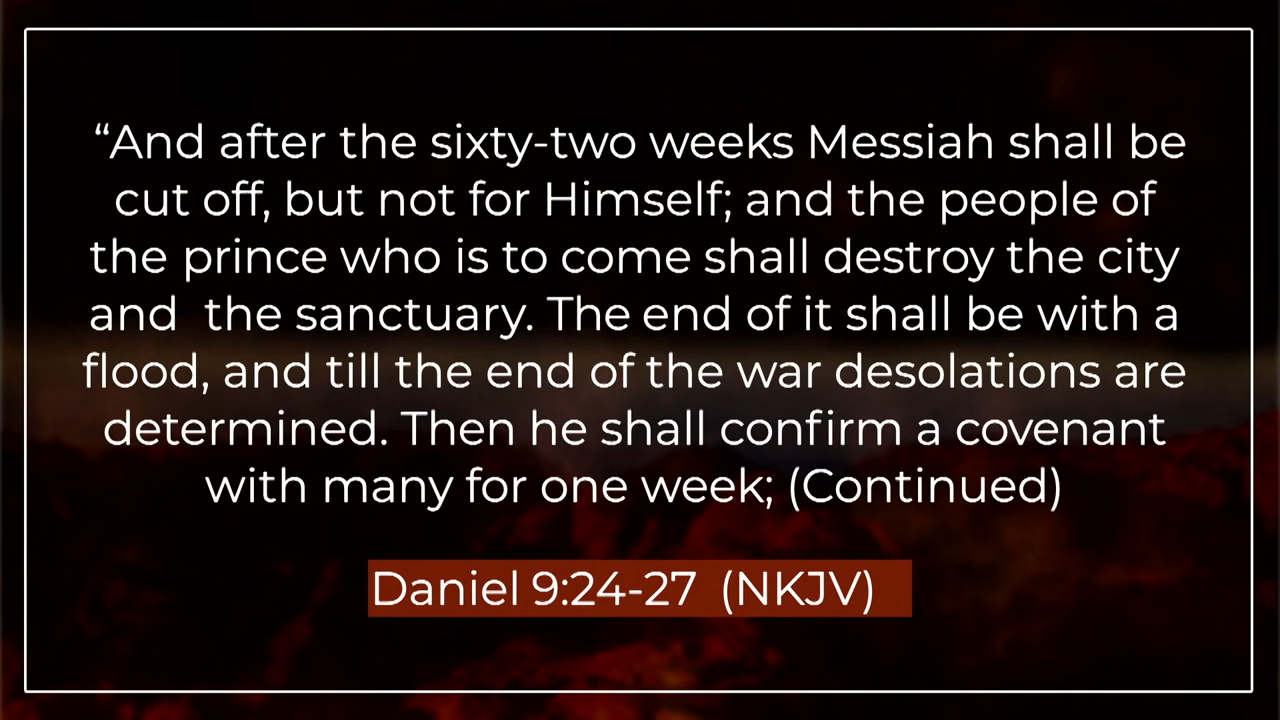 “And after the sixty-two weeks Messiah shall be
cut off, but not for Himself; and the people of
the prince who is to come shall destroy the city
and  the sanctuary. The end of it shall be with a
flood, and till the end of the war desolations are
determined. Then he shall confirm a covenant
with many for one week; (Continued)
Daniel 9:24-27  (NKJV)